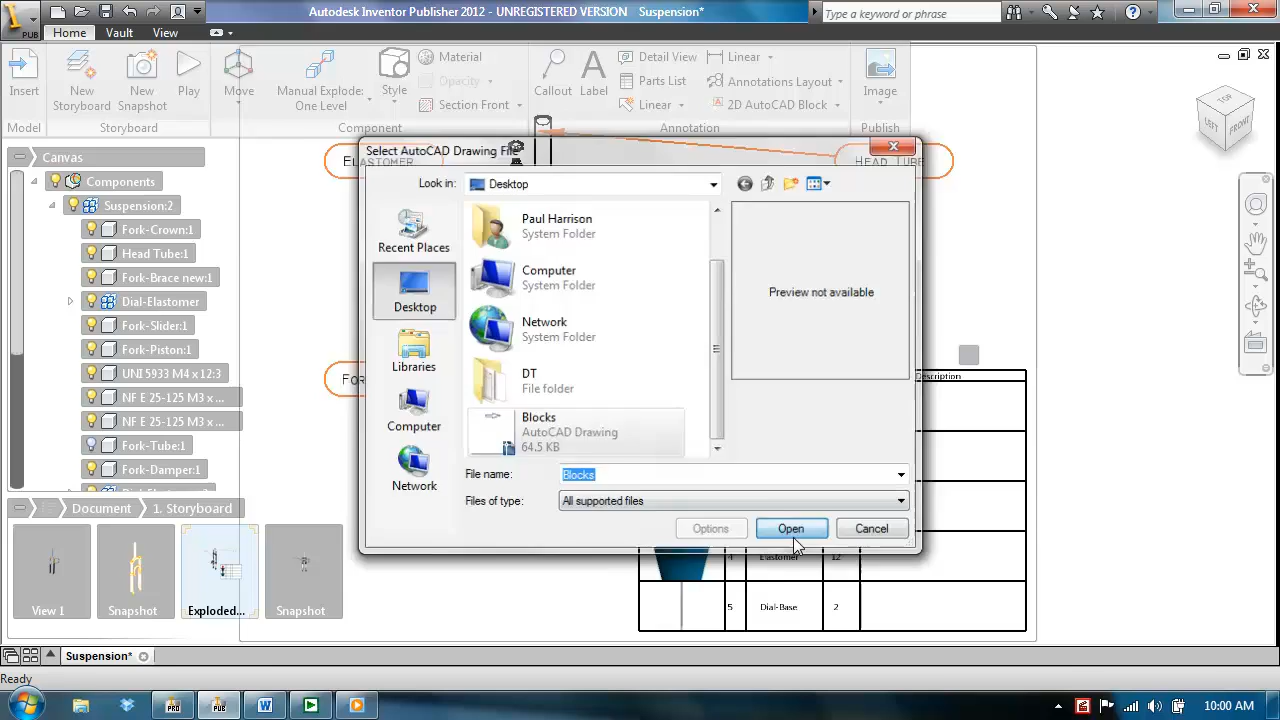 Autodesk Inventor Publisher 2012 - UNREGISTERED VERSION Suspension*
Type a keyword or phrase
PUB
Home Vault View
Insert
New Storyboard
New Snapshot
Play
Move
Manual Explode: One Level
Style
Material
Opacity
Section Front
Callout
Label
Detail View
Parts List
Linear
Linear
Annotations Layout
2D AutoCAD Block
Image
Model
Storyboard
Component
Annotation
Publish
Canvas
Components
Suspension:2
Fork-Crown:1
Head Tube:1
Fork-Brace new:1
Dial-Elastomer
Fork-Slider:1
Fork-Piston:1
UNI 5933 M4 x 12:3
NF E 25-125 M3 x ...
NF E 25-125 M3 x ...
Fork-Tube:1
Fork-Damper:1
Document 1. Storyboard
View 1
Snapshot
Exploded...
Snapshot
ELASTOMER
HEAD TUBE
TOP
LEFT
FRONT
Select AutoCAD Drawing File
Look in:
Desktop
Recent Places
Desktop
Libraries
Computer
Network
Paul Harrison
System Folder
Computer
System Folder
Network
System Folder
DT
File folder
Blocks
AutoCAD Drawing
64.5 KB
Preview not available
File name:
Blocks
Files of type:
All supported files
Options
Open
Cancel
Description
4 Elastomer 12
5 Dial-Base 2
Suspension*
Ready
PRO
PUB
10:00 AM